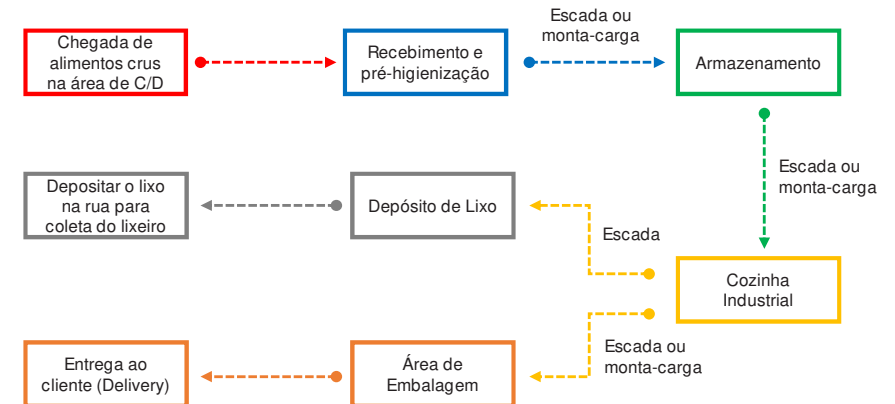 Chegada de
alimentos crus
na área de C/D
Recebimento e
pré-higienização
Escada ou
monta-carga
Armazenamento
Escada ou
monta-carga
Cozinha
Industrial
Escada
Depósito de Lixo
Depositar o lixo
na rua para
coleta do lixeiro
Escada ou
monta-carga
Área de
Embalagem
Entrega ao
cliente (Delivery)